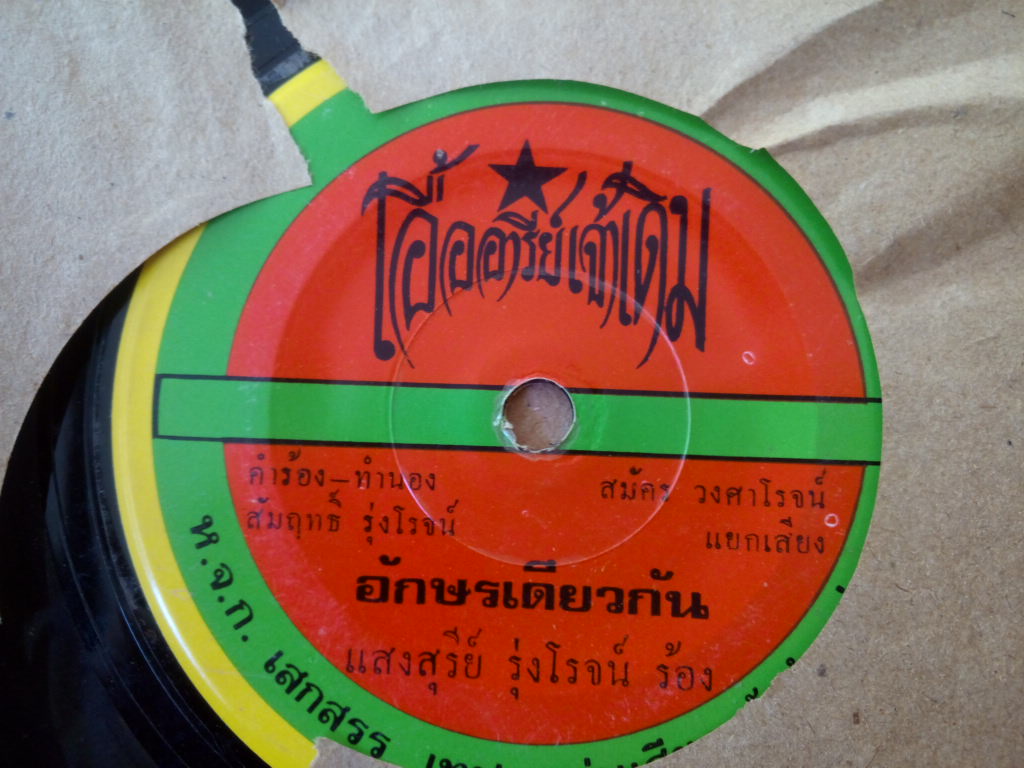 เอื้ออารีย์เจ้าเดิม
คำร้อง-ทำนอง
สัมฤทธิ์ รุ่งโรจน์
สมัคร วงศาโรจน์
แยกเสียง
อักษรเดียวกัน
แสงสุรีย์ รุ่งโรจน์ ร้อง
ห.จ.ก. เสกสรร